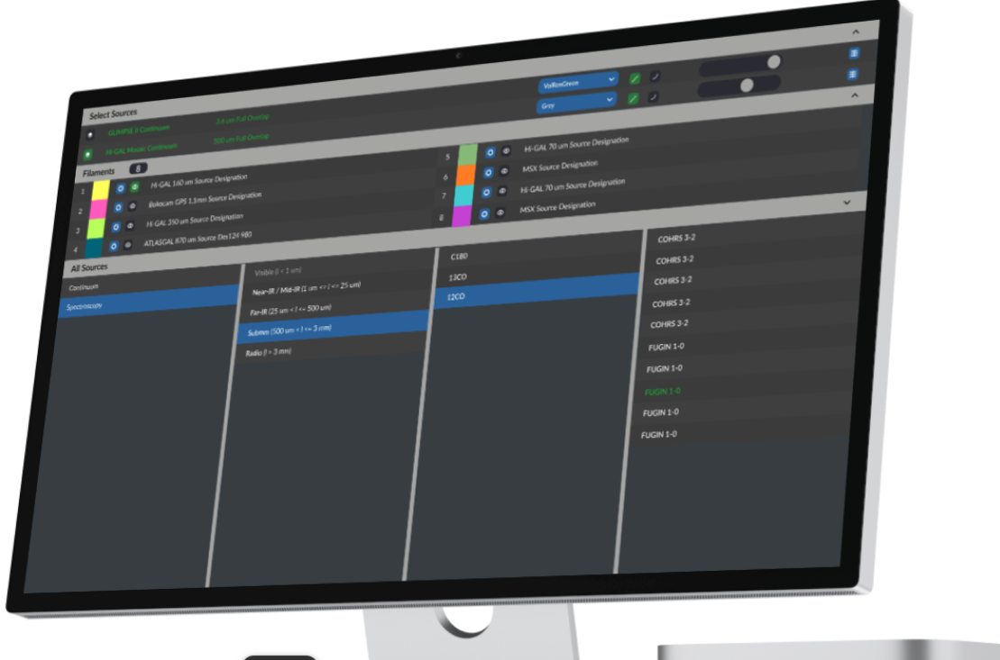 Select Sources
GLIMPSE II Continuum 3.6 um Full Overlap VolRenGreen
Hi-GAL Mosaic Continuum 500 um Full Overlap Grey
Filaments 8
1 Hi-GAL 160 um Source Designation
2 Bolocam GPS 1.1mm Source Designation
3 Hi-GAL 350 um Source Designation
4 ATLASGAL 870 um Source Des124 980
5 Hi-GAL 70 um Source Designation
6 MSX Source Designation
7 Hi-GAL 70 um Source Designation
8 MSX Source Designation
All Sources
Continuum
Spectroscopy
Visible (l < 1 um)
Near-IR / Mid-IR (1 um <= l <= 25 um)
Far-IR (25 um < l <= 500 um)
Submm (500 um < l <= 3 mm)
Radio (l > 3 mm)
C18O
13CO
12CO
COHRS 3-2
COHRS 3-2
COHRS 3-2
COHRS 3-2
COHRS 3-2
FUGIN 1-0
FUGIN 1-0
FUGIN 1-0
FUGIN 1-0
FUGIN 1-0